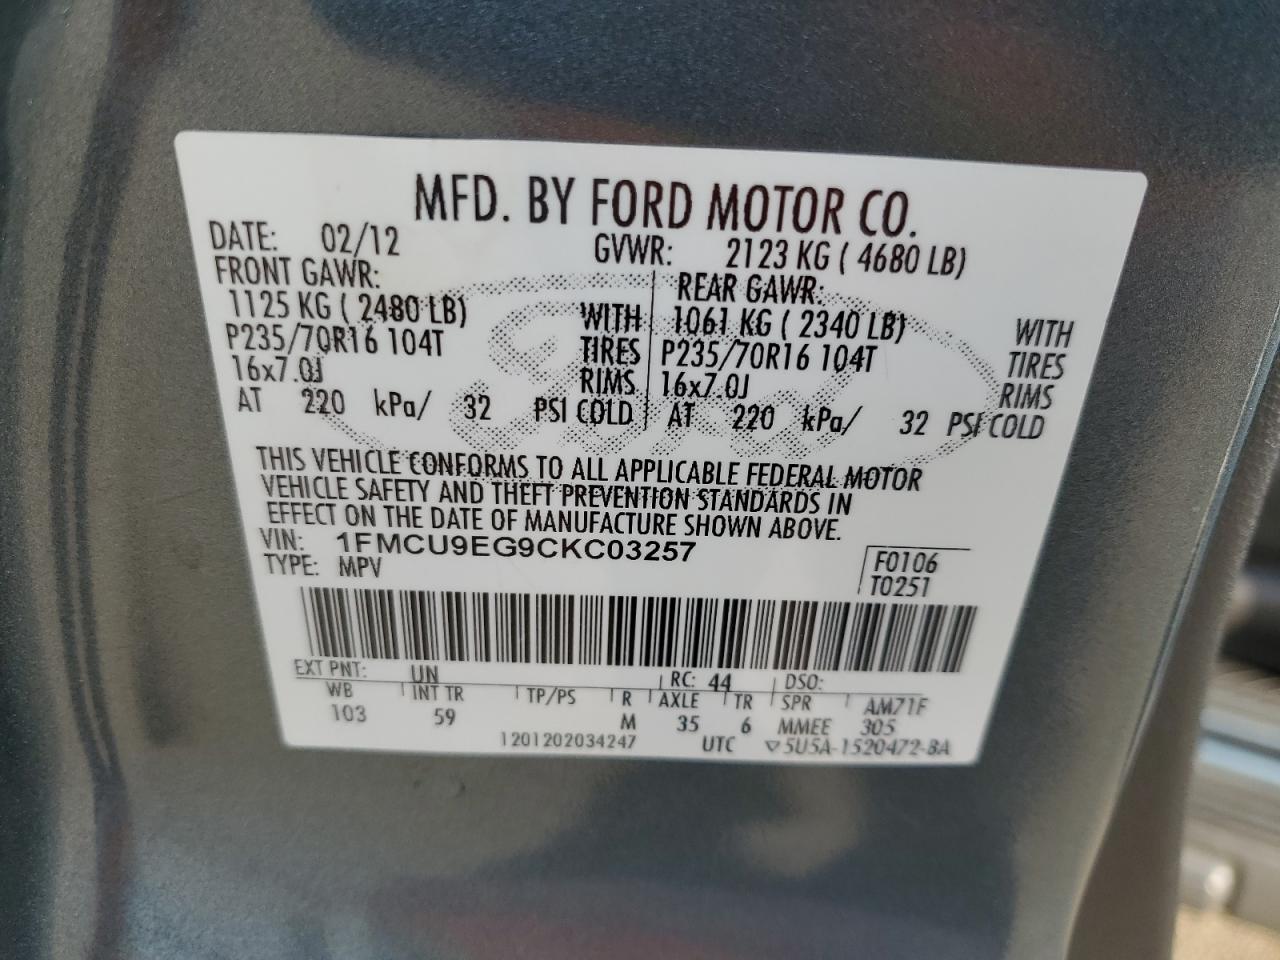 MFD. BY FORD MOTOR CO.
DATE: 02/12 GVWR: 2123 KG ( 4680 LB)
FRONT GAWR: REAR GAWR:
1125 KG ( 2480 LB) WITH 1061 KG ( 2340 LB) WITH
P235/70R16 104T TIRES P235/70R16 104T TIRES
16x7.0J RIMS 16x7.0J RIMS
AT 220 kPa/ 32 PSI COLD AT 220 kPa/ 32 PSI COLD
THIS VEHICLE CONFORMS TO ALL APPLICABLE FEDERAL MOTOR
VEHICLE SAFETY AND THEFT PREVENTION STANDARDS IN
EFFECT ON THE DATE OF MANUFACTURE SHOWN ABOVE.
VIN: 1FMCU9EG9CKC03257 F0106
TYPE: MPV T0251
EXT PNT: UN RC: 44 DSO:
WB INT TR TP/PS R AXLE TR SPR AM71F
103 59 M 35 6 MMEE 305
1201202034247 UTC ▽5U5A-1520472-BA